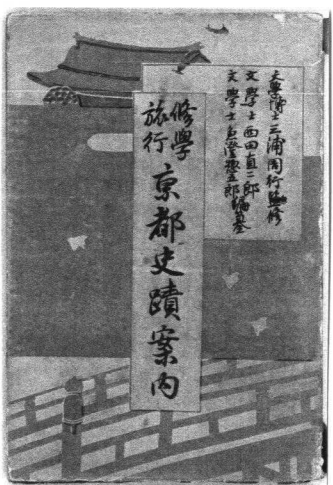 文學博士三浦周行監修
文學士西田直二郎
文學士魚澄惣五郎編纂
修學
旅行
京都史蹟案内